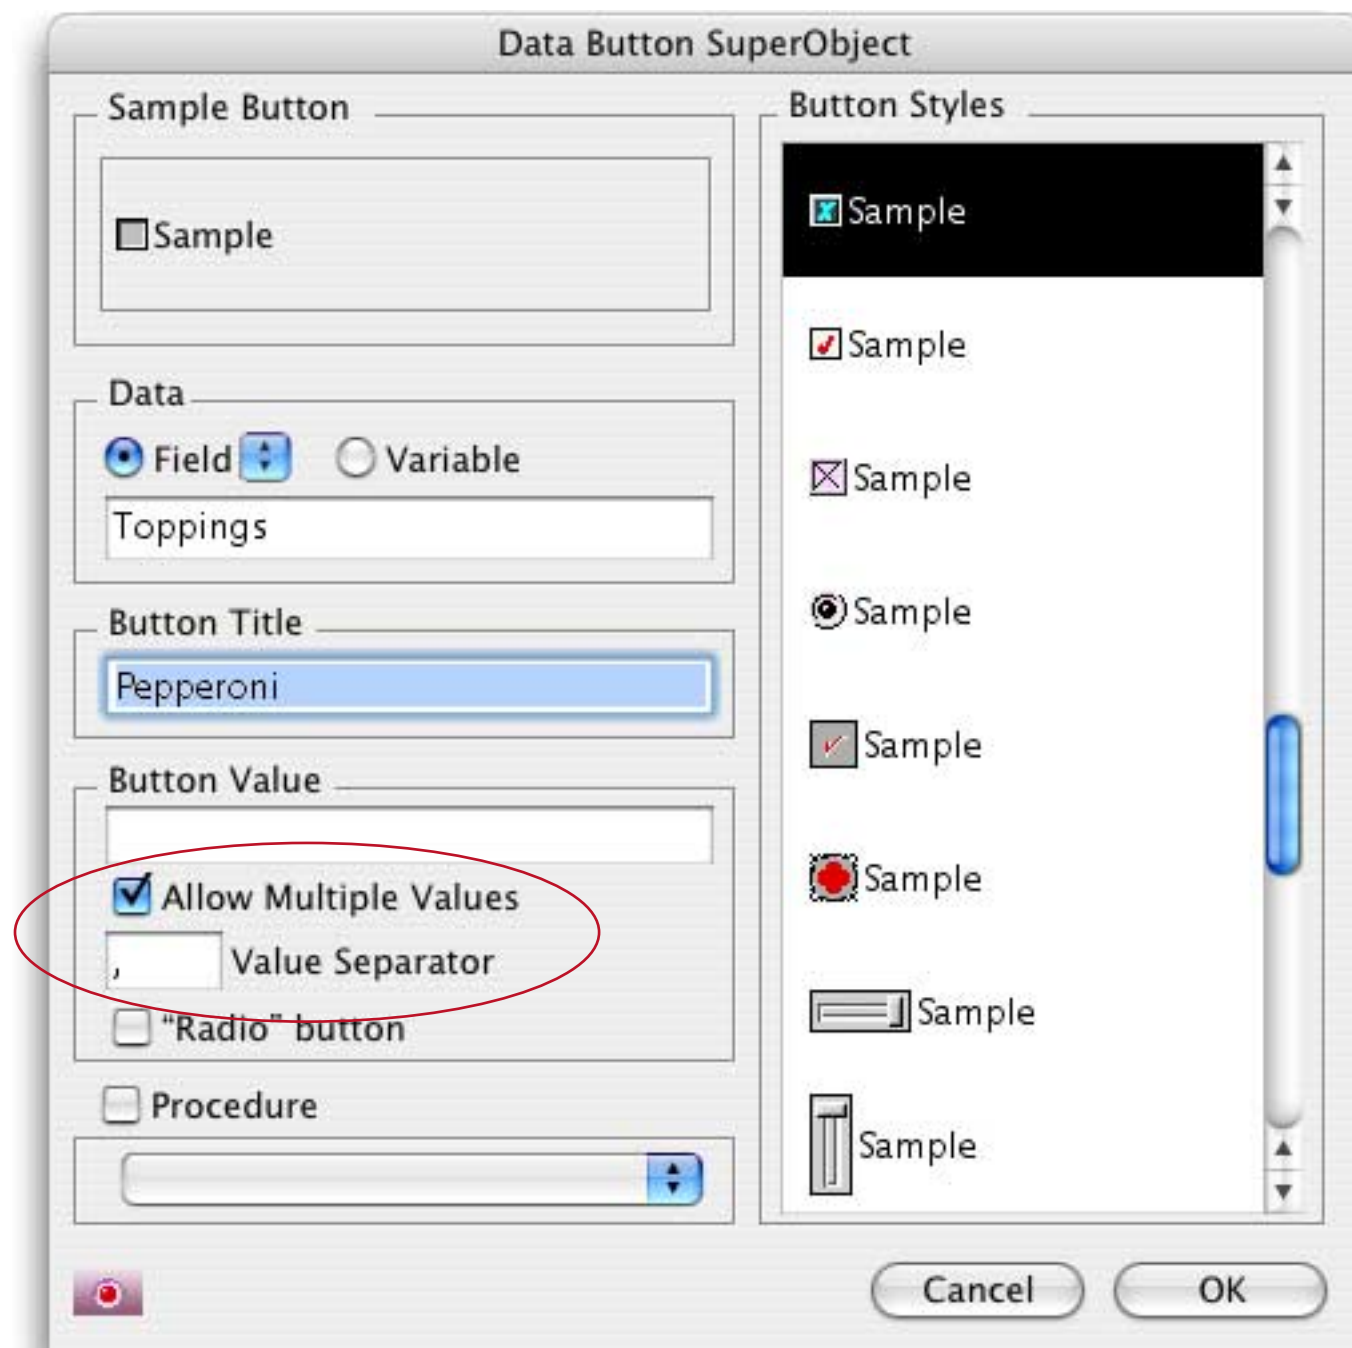 Data Button SuperObject
Sample Button
Sample
Data
Field Variable
Toppings
Button Title
Pepperoni
Button Value
Allow Multiple Values
, Value Separator
“Radio” button
Procedure
Button Styles
Sample
Sample
Sample
Sample
Sample
Sample
Sample
Sample
Cancel OK